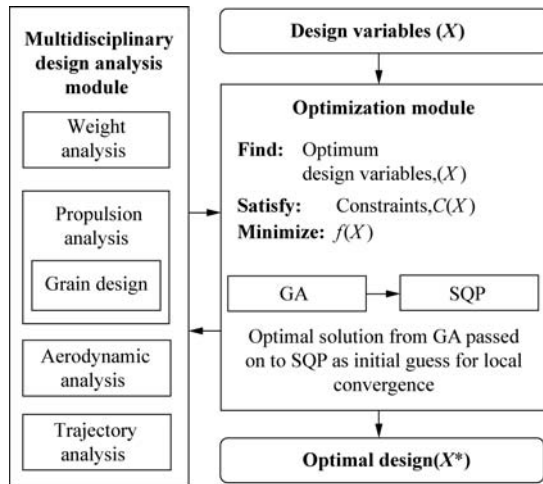 Multidisciplinary
design analysis
module
Weight
analysis
Propulsion
analysis
Grain design
Aerodynamic
analysis
Trajectory
analysis
Design variables (X)
Optimization module
Find: Optimum
design variables,(X)
Satisfy: Constraints,C(X)
Minimize: f(X)
GA
SQP
Optimal solution from GA passed
on to SQP as initial guess for local
convergence
Optimal design(X*)